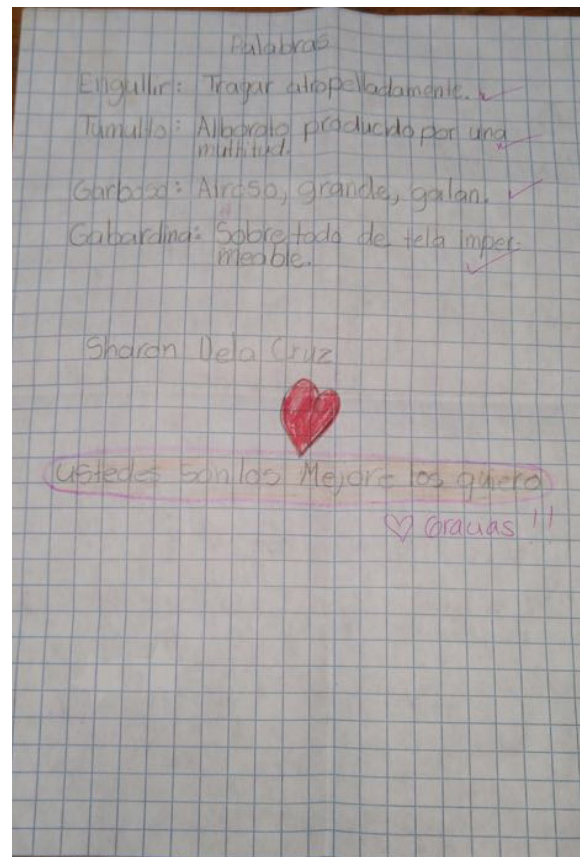 Palabras
Engullir: Tragar atropelladamente.
Tumulto: Alboroto producido por una
multitud.
Garboso: Airoso, grande, galan.
Gabardina: Sobre todo de tela imper-
meable.
Sharon Dela Cruz
ustedes son los Mejore los quiero
Gracias !!